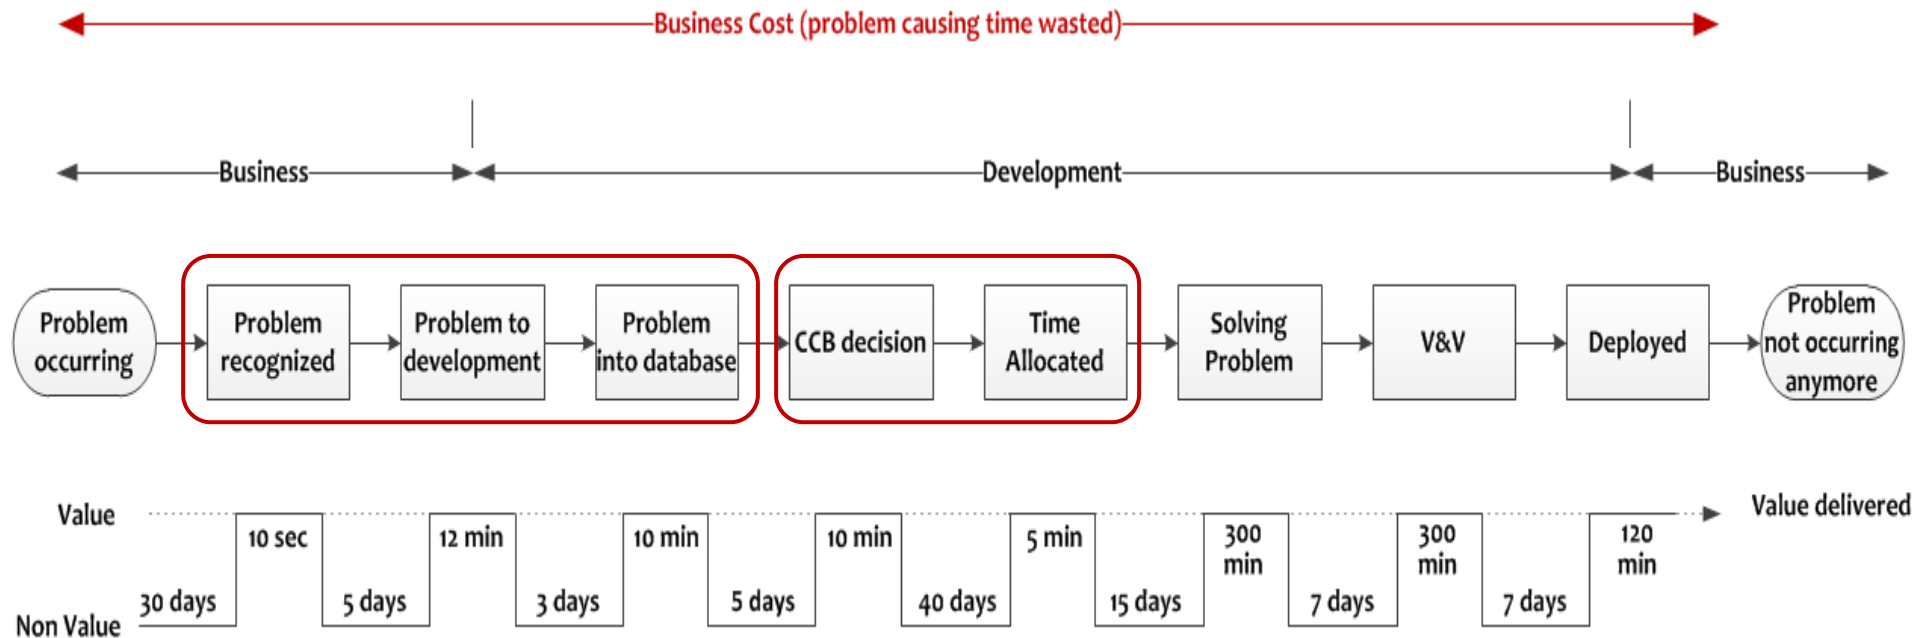 Business Cost (problem causing time wasted)
Business
Development
Business
Problem
occurring
Problem
recognized
Problem to
development
Problem
into database
CCB decision
Time
Allocated
Solving
Problem
V&V
Deployed
Problem
not occurring
anymore
Value
Value delivered
10 sec
12 min
10 min
10 min
5 min
300
min
300
min
120
min
Non Value
30 days
5 days
3 days
5 days
40 days
15 days
7 days
7 days